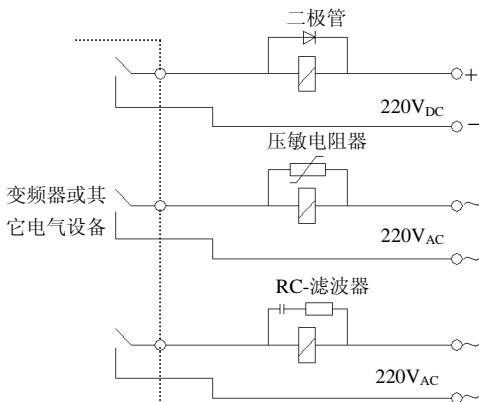 二极管
+
220VDC
−
压敏电阻器
变频器或其
它电气设备
～
220VAC
～
RC-滤波器
～
220VAC
～